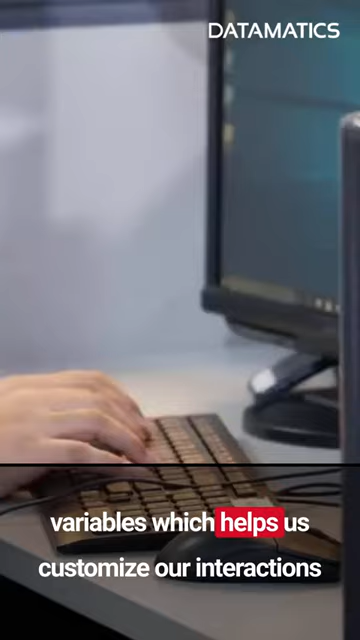 DATAMATICS
variables which helps us
customize our interactions